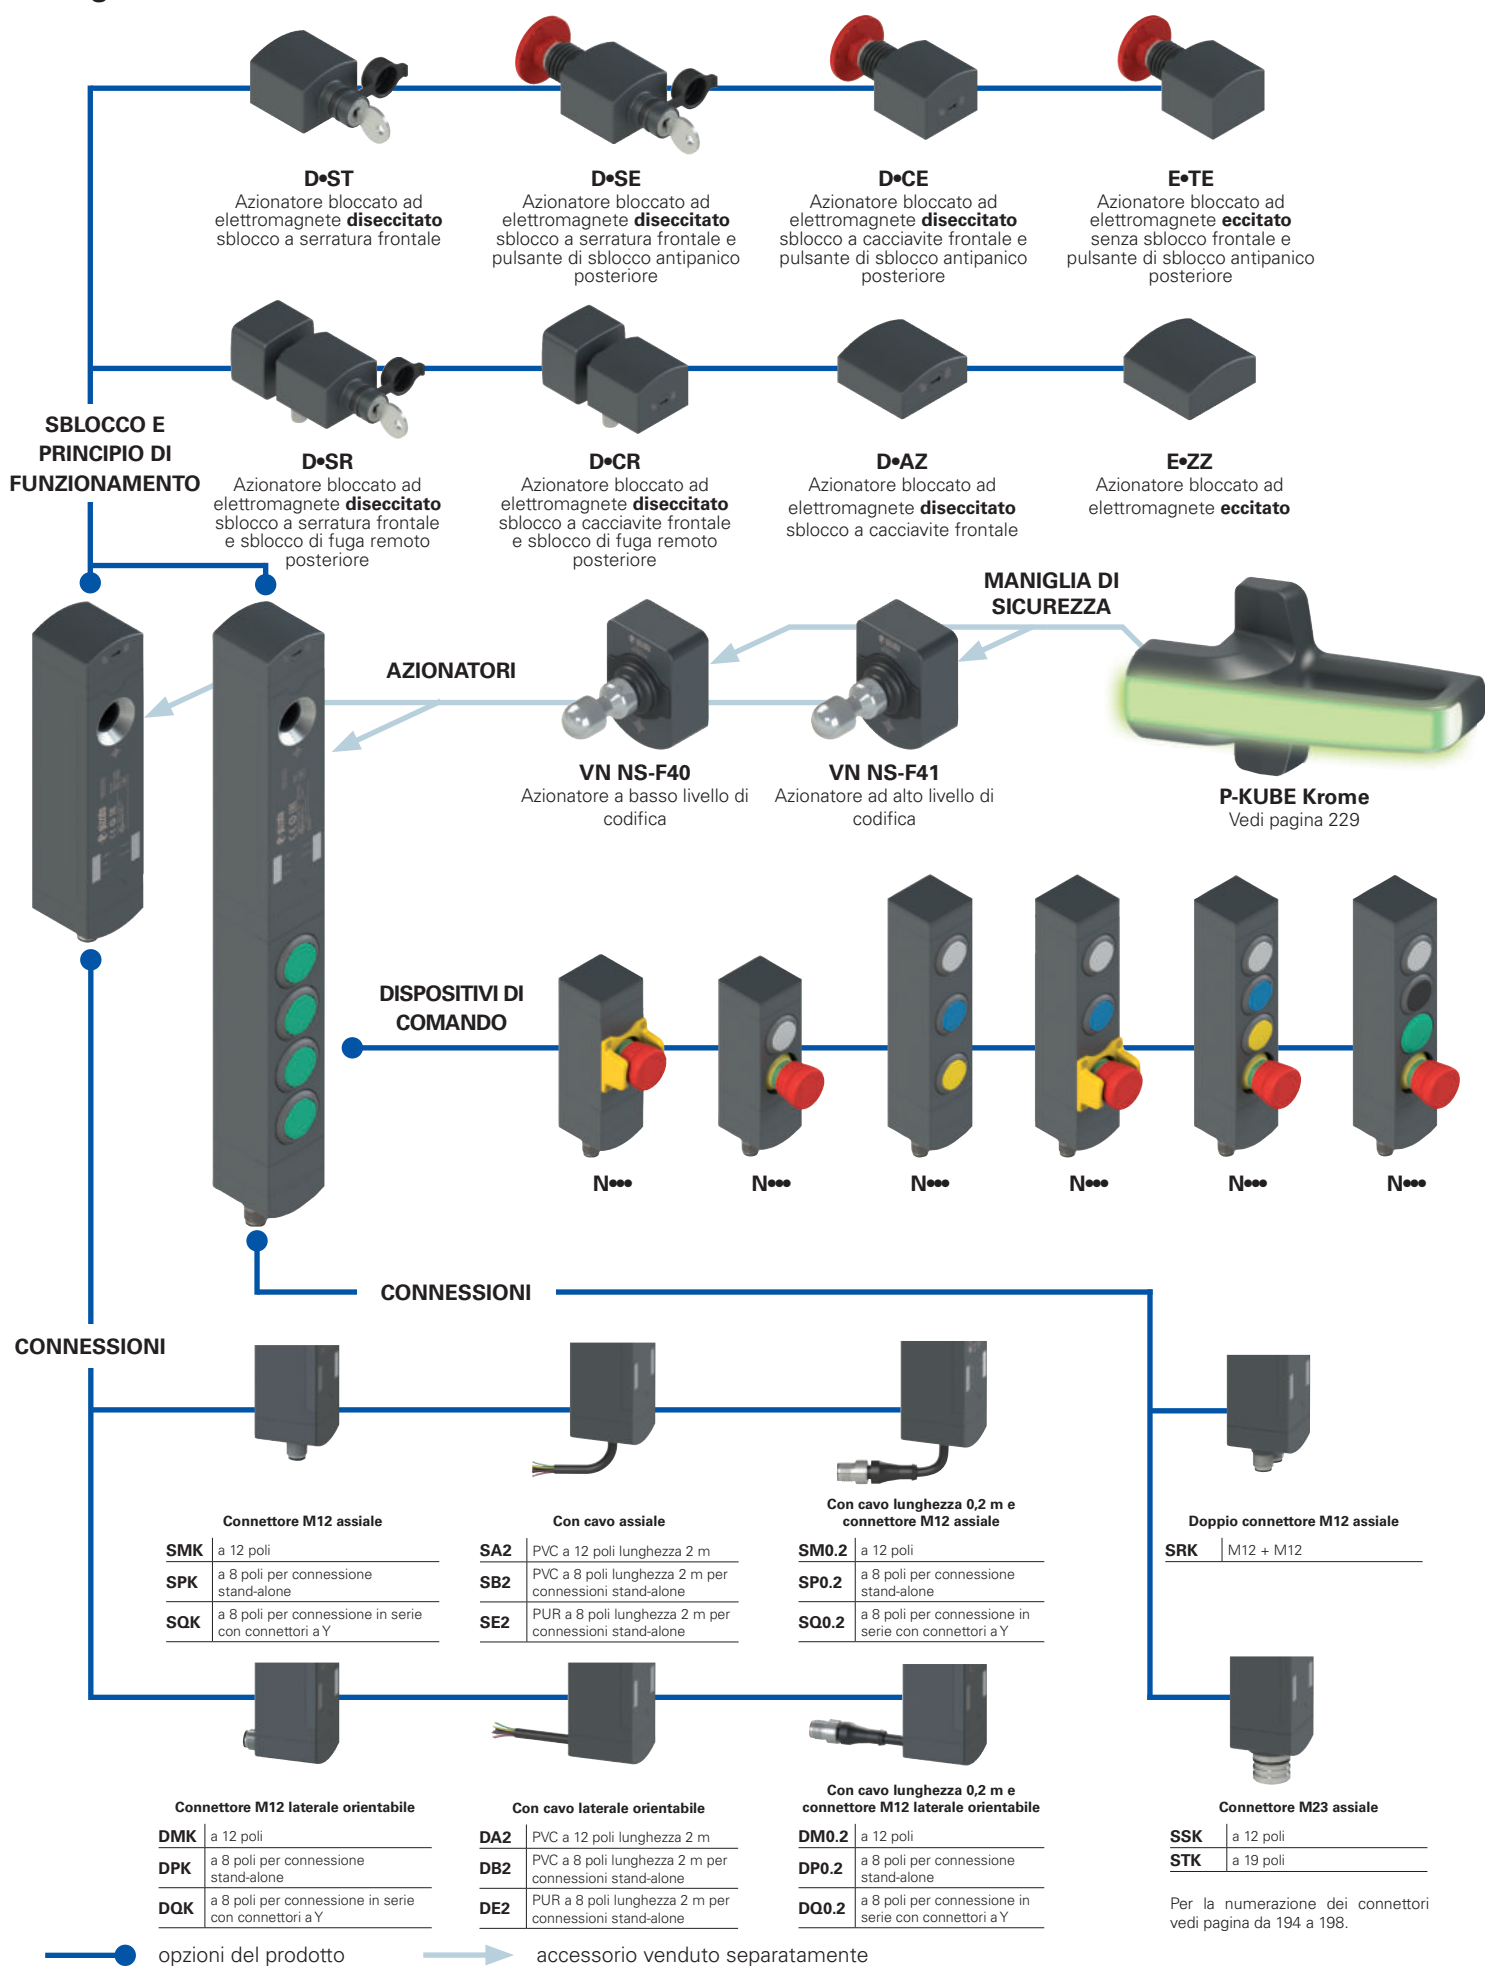 D•ST
Azionatore bloccato ad
elettromagnete diseccitato
sblocco a serratura frontale
D•SE
Azionatore bloccato ad
elettromagnete diseccitato
sblocco a serratura frontale e
pulsante di sblocco antipanico
posteriore
D•CE
Azionatore bloccato ad
elettromagnete diseccitato
sblocco a cacciavite frontale e
pulsante di sblocco antipanico
posteriore
E•TE
Azionatore bloccato ad
elettromagnete eccitato
senza sblocco frontale e
pulsante di sblocco antipanico
posteriore
SBLOCCO E
PRINCIPIO DI
FUNZIONAMENTO
D•SR
Azionatore bloccato ad
elettromagnete diseccitato
sblocco a serratura frontale
e sblocco di fuga remoto
posteriore
D•CR
Azionatore bloccato ad
elettromagnete diseccitato
sblocco a cacciavite frontale
e sblocco di fuga remoto
posteriore
D•AZ
Azionatore bloccato ad
elettromagnete diseccitato
sblocco a cacciavite frontale
E•ZZ
Azionatore bloccato ad
elettromagnete eccitato
MANIGLIA DI
SICUREZZA
AZIONATORI
VN NS-F40
Azionatore a basso livello di
codifica
VN NS-F41
Azionatore ad alto livello di
codifica
P-KUBE Krome
Vedi pagina 229
DISPOSITIVI DI
COMANDO
N•••
N•••
N•••
N•••
N•••
N•••
CONNESSIONI
CONNESSIONI
Connettore M12 assiale
SMK a 12 poli
SPK a 8 poli per connessione
stand-alone
SQK a 8 poli per connessione in serie
con connettori a Y
Con cavo assiale
SA2 PVC a 12 poli lunghezza 2 m
SB2 PVC a 8 poli lunghezza 2 m per
connessioni stand-alone
SE2 PUR a 8 poli lunghezza 2 m per
connessioni stand-alone
Con cavo lunghezza 0,2 m e
connettore M12 assiale
SM0.2 a 12 poli
SP0.2 a 8 poli per connessione
stand-alone
SQ0.2 a 8 poli per connessione in
serie con connettori a Y
Doppio connettore M12 assiale
SRK M12 + M12
Connettore M12 laterale orientabile
DMK a 12 poli
DPK a 8 poli per connessione
stand-alone
DQK a 8 poli per connessione in serie
con connettori a Y
Con cavo laterale orientabile
DA2 PVC a 12 poli lunghezza 2 m
DB2 PVC a 8 poli lunghezza 2 m per
connessioni stand-alone
DE2 PUR a 8 poli lunghezza 2 m per
connessioni stand-alone
Con cavo lunghezza 0,2 m e
connettore M12 laterale orientabile
DM0.2 a 12 poli
DP0.2 a 8 poli per connessione
stand-alone
DQ0.2 a 8 poli per connessione in
serie con connettori a Y
Connettore M23 assiale
SSK a 12 poli
STK a 19 poli
Per la numerazione dei connettori
vedi pagina da 194 a 198.
opzioni del prodotto
accessorio venduto separatamente